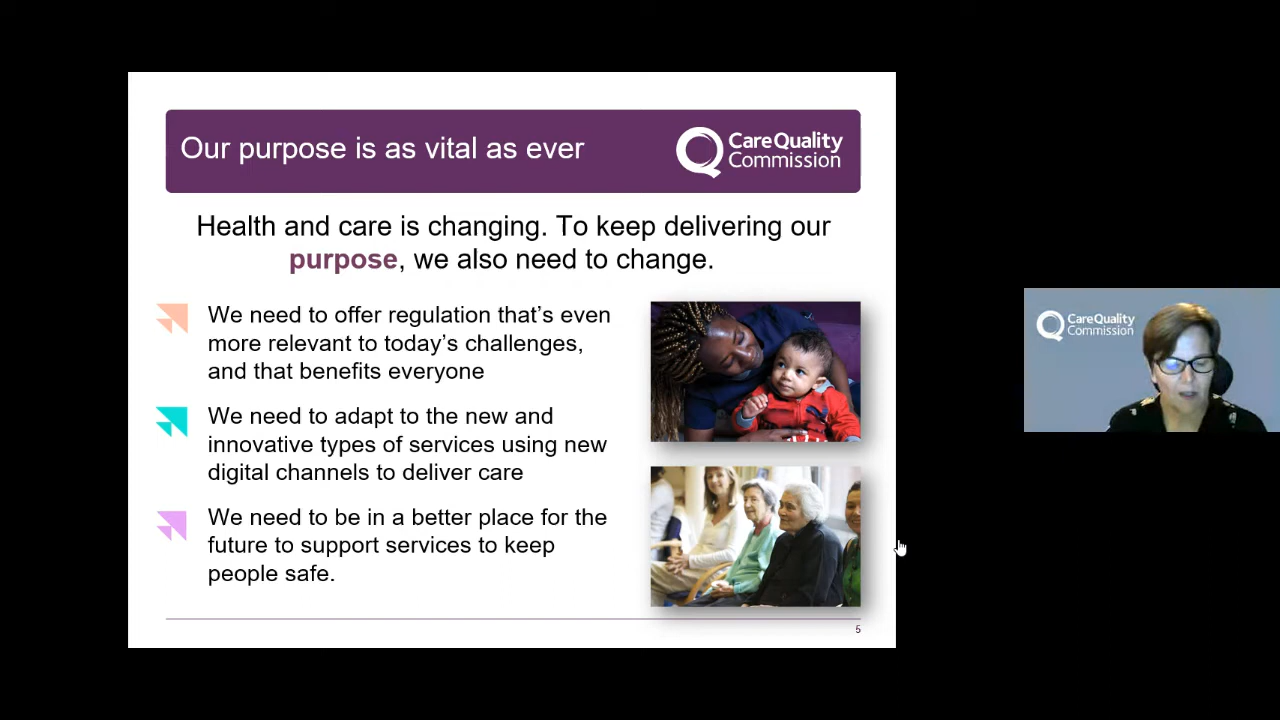 Our purpose is as vital as ever
CareQuality
Commission
Health and care is changing. To keep delivering our
purpose, we also need to change.
We need to offer regulation that’s even
more relevant to today’s challenges,
and that benefits everyone
We need to adapt to the new and
innovative types of services using new
digital channels to deliver care
We need to be in a better place for the
future to support services to keep
people safe.
5
CareQuality
Commission